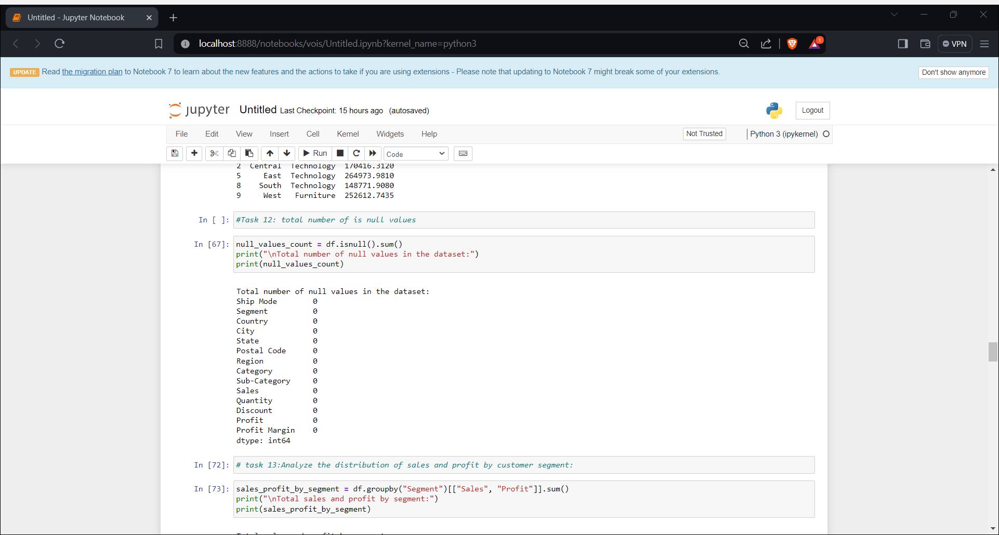 Untitled - Jupyter Notebook
localhost:8888/notebooks/vois/Untitled.ipynb?kernel_name=python3
1
VPN
UPDATE Read the migration plan to Notebook 7 to learn about the new features and the actions to take if you are using extensions - Please note that updating to Notebook 7 might break some of your extensions.
Don't show anymore
jupyter Untitled Last Checkpoint: 15 hours ago (autosaved)
Logout
File Edit View Insert Cell Kernel Widgets Help
Not Trusted
Python 3 (ipykernel)
Run
Code
2 Central Technology 170416.3120
5 East Technology 264973.9810
8 South Technology 148771.9080
9 West Furniture 252612.7435
In [ ]: #Task 12: total number of is null values
In [67]: null_values_count = df.isnull().sum()
print("\nTotal number of null values in the dataset:")
print(null_values_count)
Total number of null values in the dataset:
Ship Mode 0
Segment 0
Country 0
City 0
State 0
Postal Code 0
Region 0
Category 0
Sub-Category 0
Sales 0
Quantity 0
Discount 0
Profit 0
Profit Margin 0
dtype: int64
In [72]: # task 13:Analyze the distribution of sales and profit by customer segment:
In [73]: sales_profit_by_segment = df.groupby("Segment")[["Sales", "Profit"]].sum()
print("\nTotal sales and profit by segment:")
print(sales_profit_by_segment)